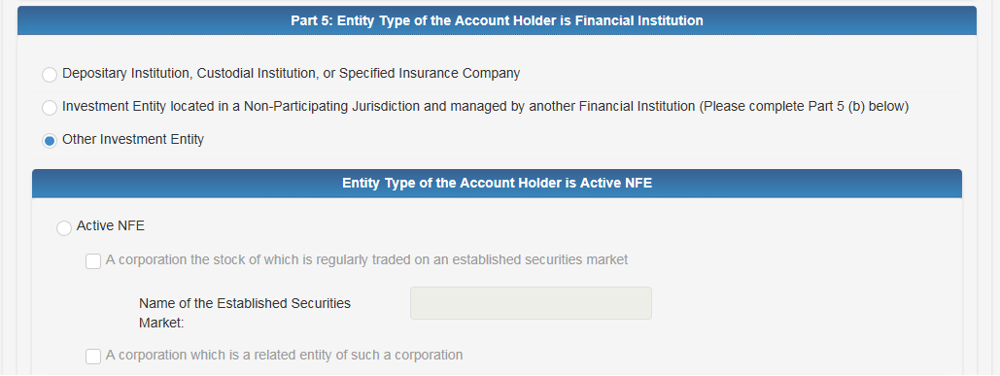 Part 5: Entity Type of the Account Holder is Financial Institution
Depositary Institution, Custodial Institution, or Specified Insurance Company
Investment Entity located in a Non-Participating Jurisdiction and managed by another Financial Institution (Please complete Part 5 (b) below)
Other Investment Entity
Entity Type of the Account Holder is Active NFE
Active NFE
A corporation the stock of which is regularly traded on an established securities market
Name of the Established Securities
Market:
A corporation which is a related entity of such a corporation